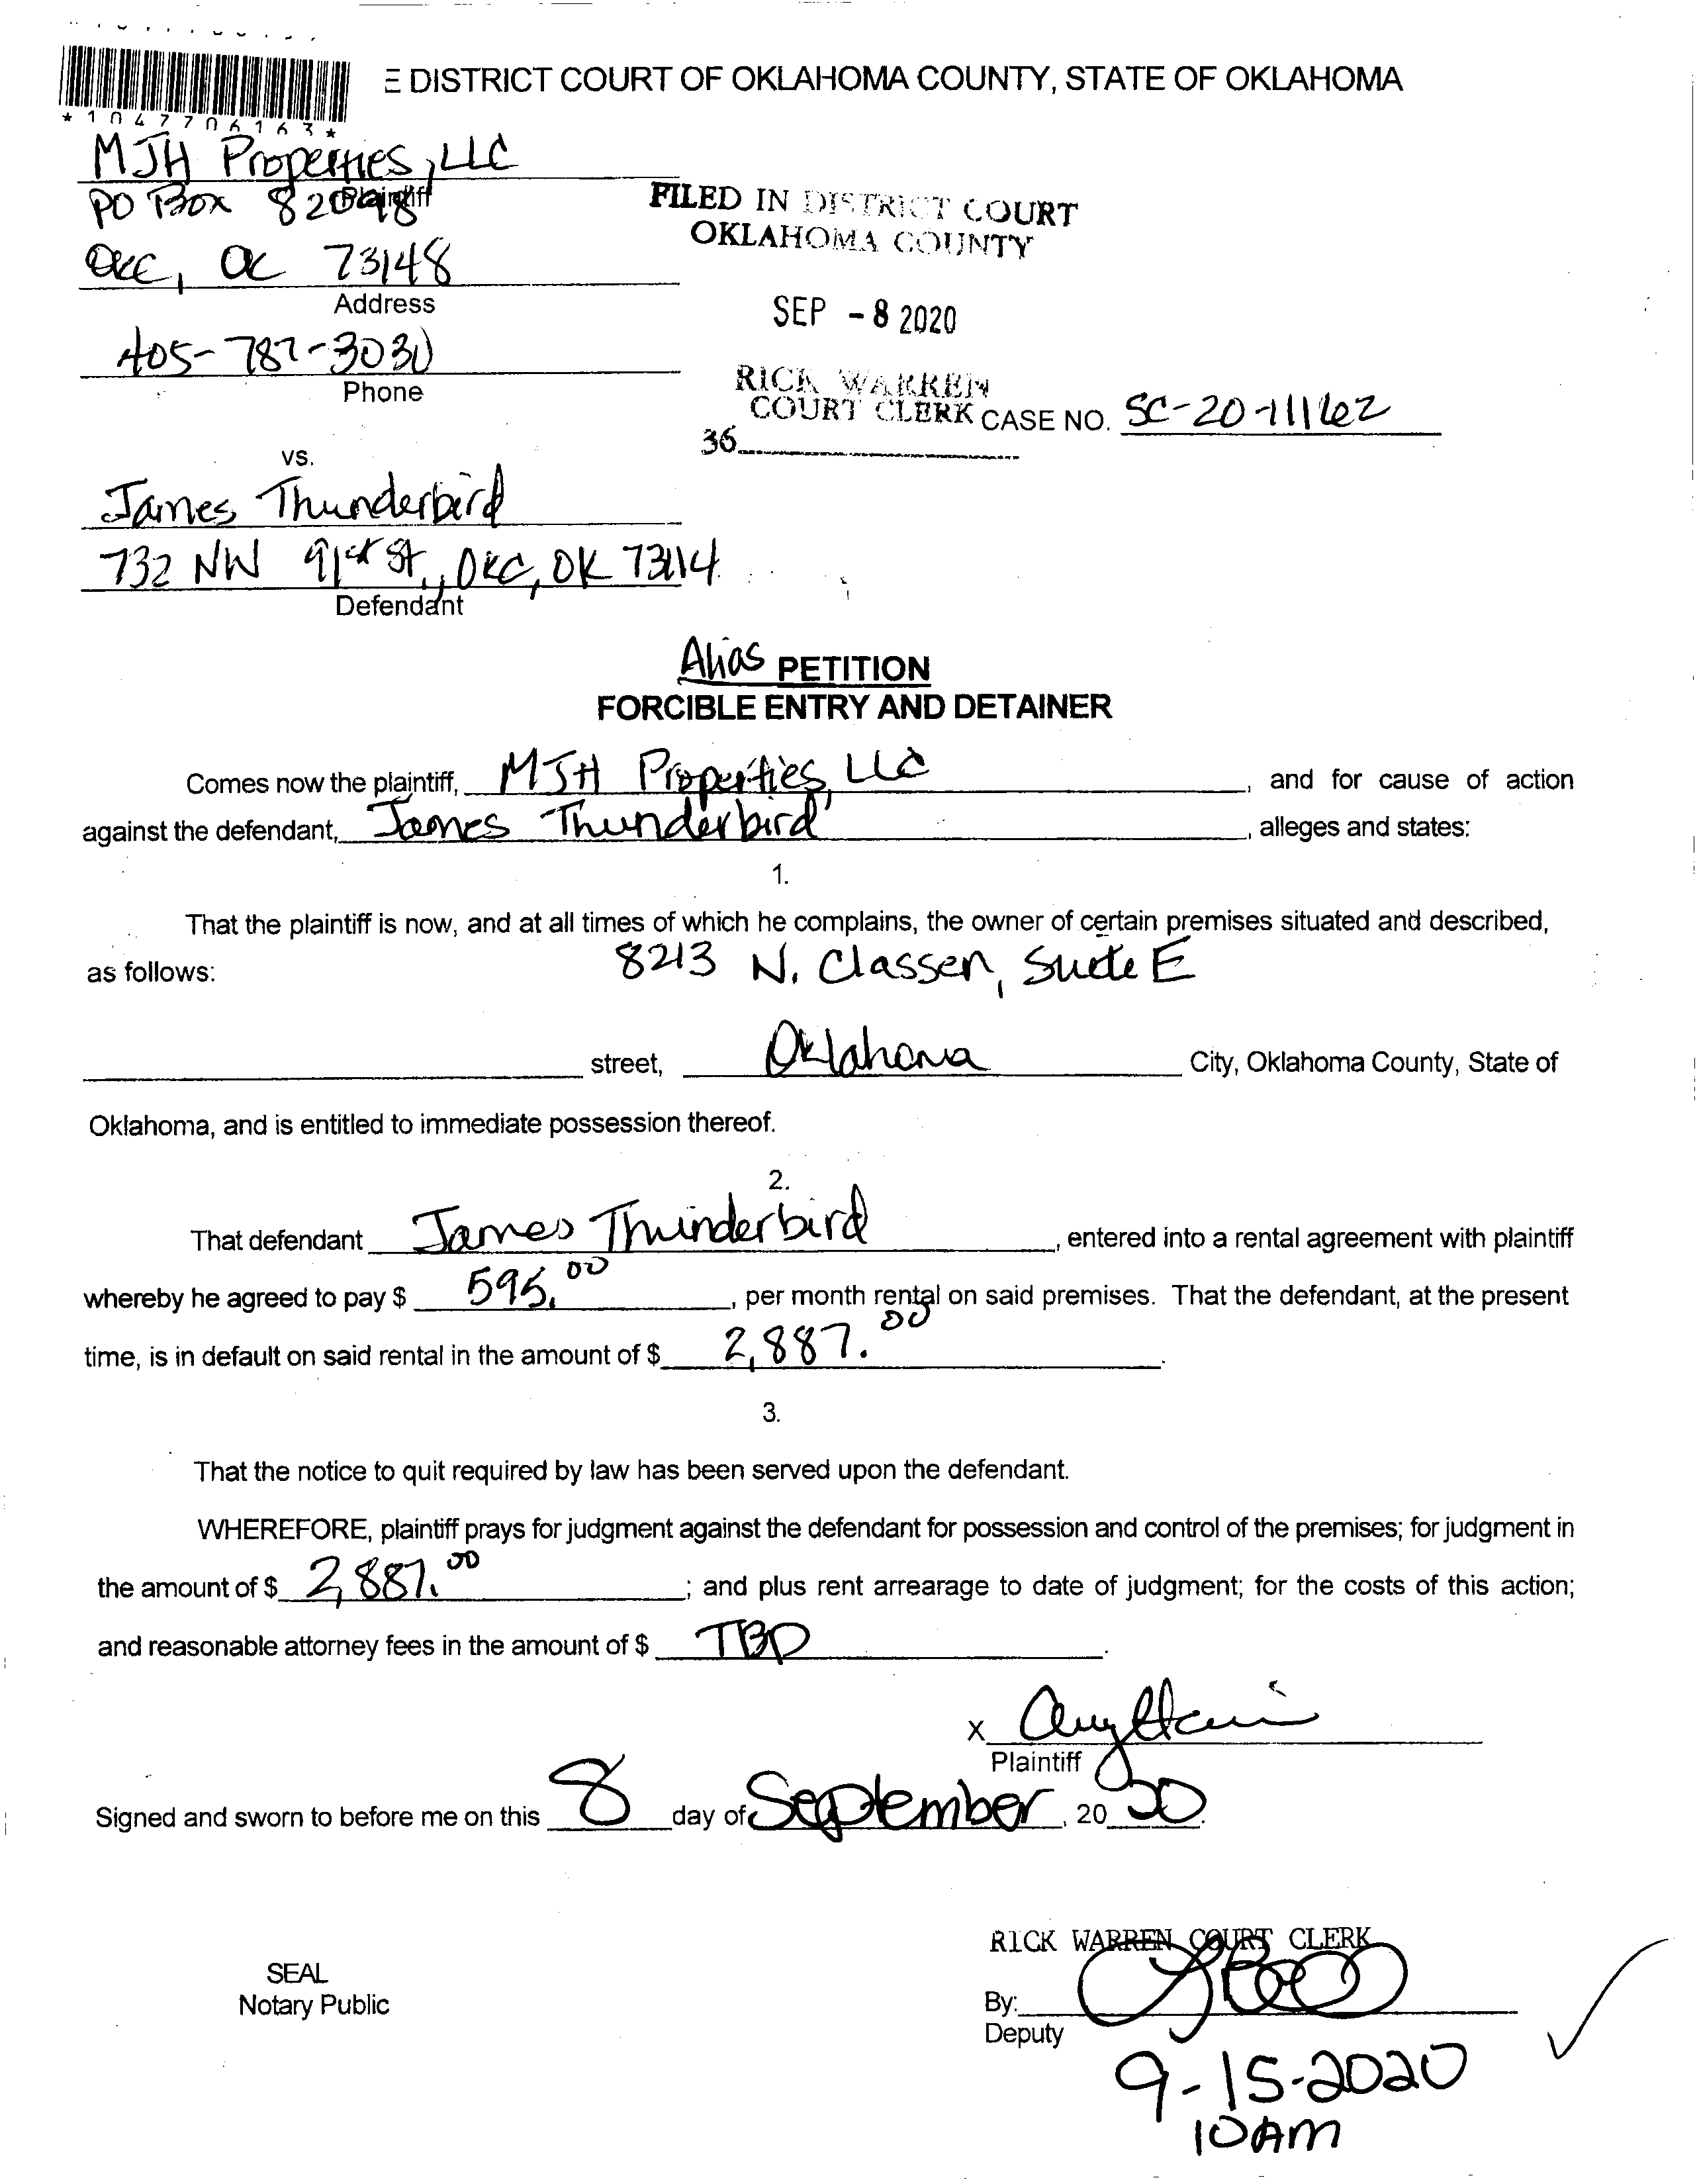 E DISTRICT COURT OF OKLAHOMA COUNTY, STATE OF OKLAHOMA
*1047706163*
MJH Properties, LLC
Plaintiff
PO Box 82098
OKC, OK 73148
Address
405-787-3030
Phone
FILED IN DISTRICT COURT
OKLAHOMA COUNTY
SEP -8 2020
RICK WARREN
COURT CLERK
36
CASE NO. SC-20-11162
vs.
James Thunderbird
732 NW 91st St, OKC, OK 73114
Defendant
Alias PETITION
FORCIBLE ENTRY AND DETAINER
Comes now the plaintiff, MJH Properties, LLC, and for cause of action
against the defendant, James Thunderbird, alleges and states:
1.
That the plaintiff is now, and at all times of which he complains, the owner of certain premises situated and described,
as follows: 8213 N. Classen, Suite E
street, Oklahoma City, Oklahoma County, State of
Oklahoma, and is entitled to immediate possession thereof.
2.
That defendant James Thunderbird, entered into a rental agreement with plaintiff
whereby he agreed to pay $ 595.00, per month rental on said premises. That the defendant, at the present
time, is in default on said rental in the amount of $ 2,887.00.
3.
That the notice to quit required by law has been served upon the defendant.
WHEREFORE, plaintiff prays for judgment against the defendant for possession and control of the premises; for judgment in
the amount of $ 2,887.00; and plus rent arrearage to date of judgment; for the costs of this action;
and reasonable attorney fees in the amount of $ TBD.
X
Plaintiff
Signed and sworn to before me on this 8 day of September, 2020.
RICK WARREN COURT CLERK
SEAL
Notary Public
By:
Deputy
9-15-2020
10AM